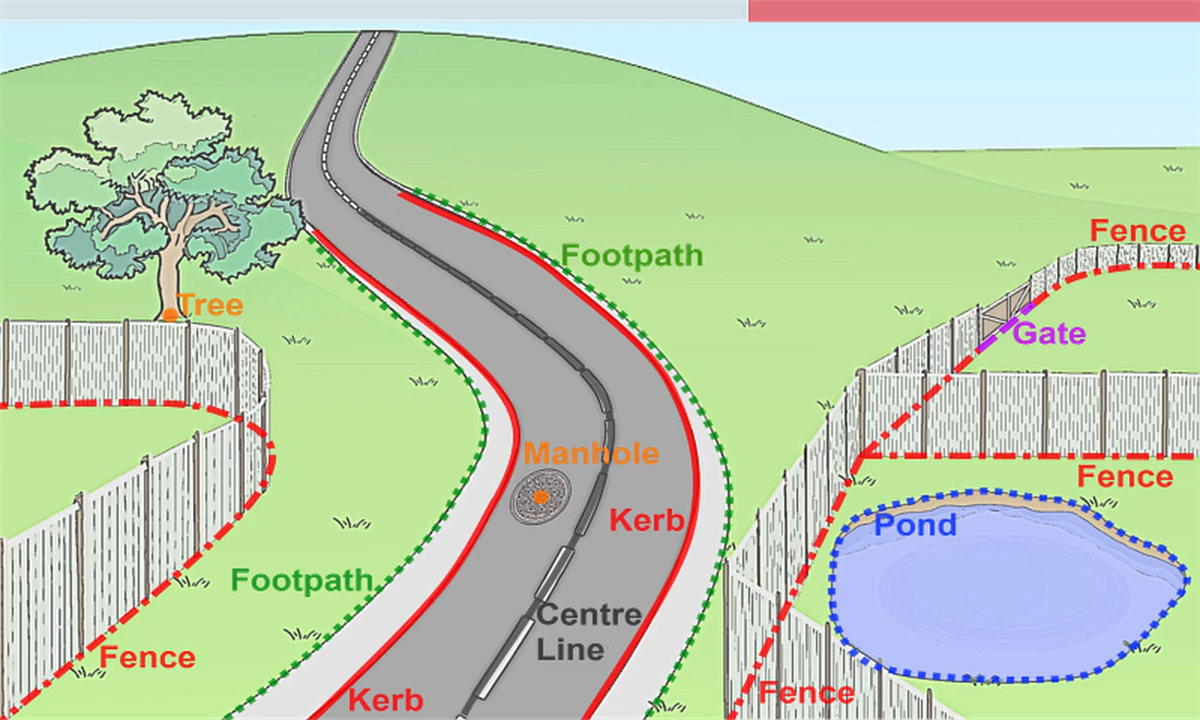 Fence
Footpath
Tree
Gate
Manhole
Fence
Kerb
Pond
Footpath
Centre
Line
Fence
Kerb
Fence